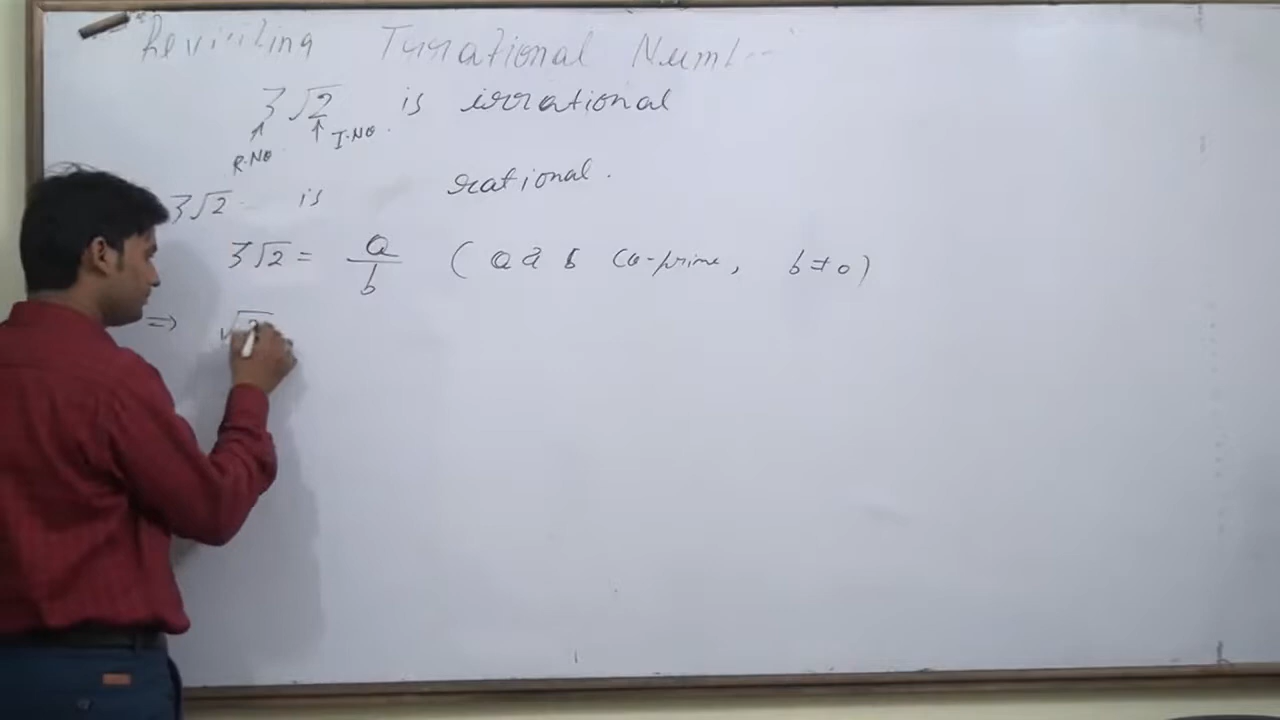 Revisiting Irrational Numb
3√2 is irrational
R.No I.No.
3√2 is rational.
3√2 = a/b (a & b co-prime, b≠0)
⇒ √2